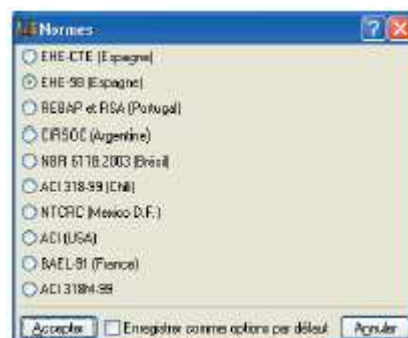 Normes
EHE-CTE (Espagne)
EHE-98 (Espagne)
REBAP et RSA (Portugal)
CIRSOC (Argentine)
NBR 6118:2003 (Brésil)
ACI 318-99 (Chili)
NTCRC (Mexico D.F.)
ACI (USA)
BAEL-91 (France)
ACI 318M-99
Accepter Enregistrer comme options par défaut Annuler